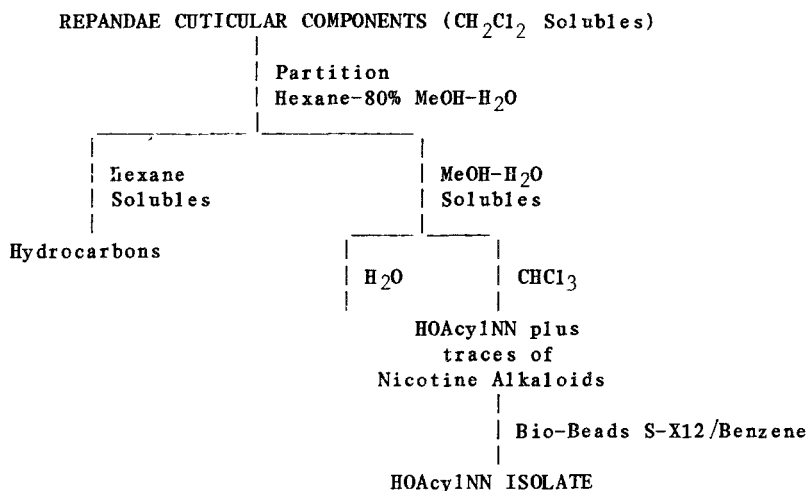 REPANDAE CUTICULAR COMPONENTS (CH2Cl2 Solubles)
Partition
Hexane-80% MeOH-H2O
Hexane
Solubles
MeOH-H2O
Solubles
Hydrocarbons
H2O
CHCl3
HOAcylNN plus
traces of
Nicotine Alkaloids
Bio-Beads S-X12/Benzene
HOAcylNN ISOLATE